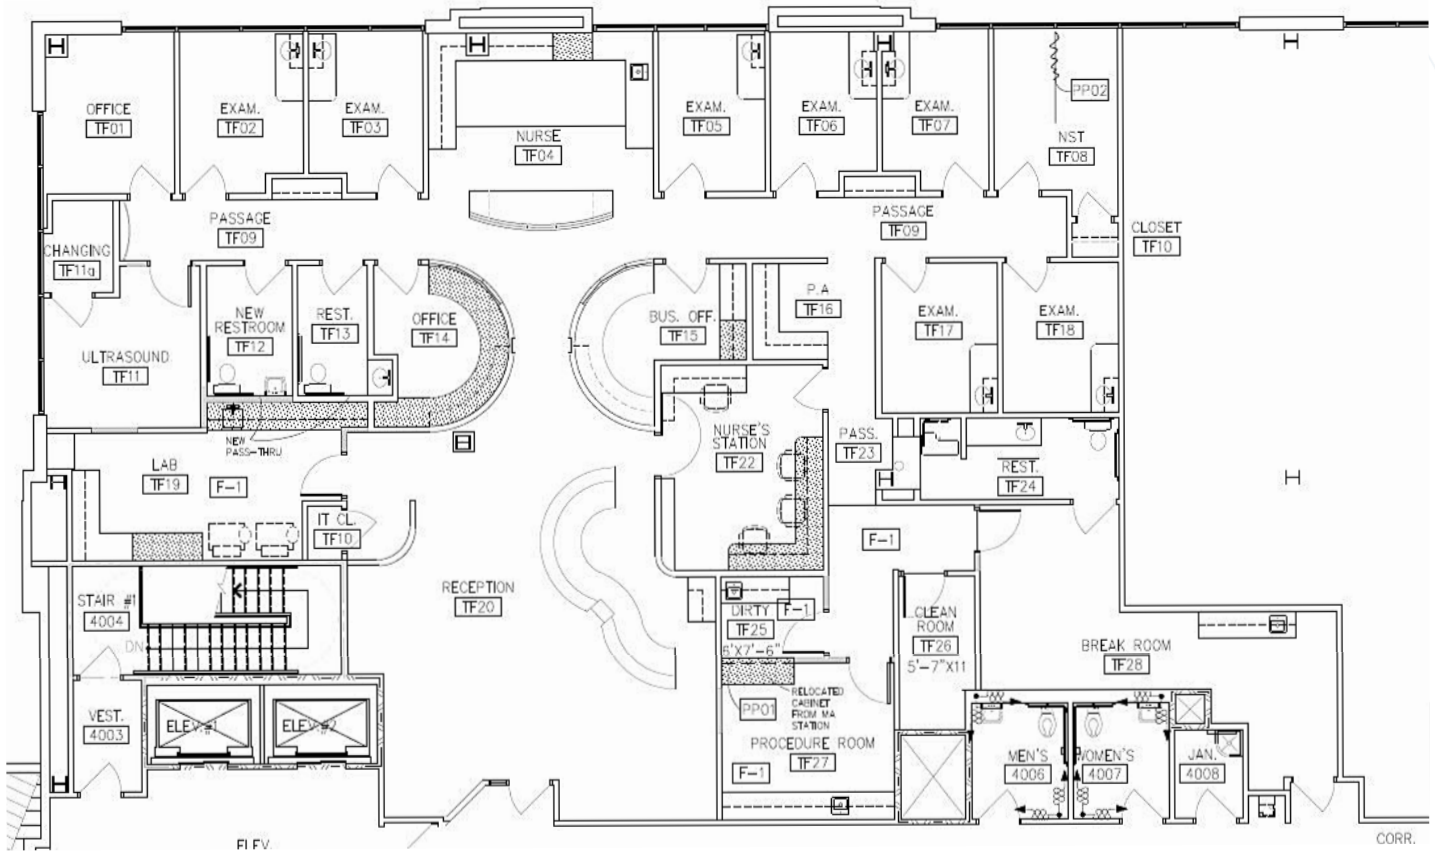 OFFICE
TF01
EXAM.
TF02
EXAM.
TF03
NURSE
TF04
EXAM.
TF05
EXAM.
TF06
EXAM.
TF07
PP02
NST
TF08
PASSAGE
TF09
PASSAGE
TF09
CLOSET
TF10
CHANGING
TF11a
ULTRASOUND
TF11
NEW
RESTROOM
TF12
REST.
TF13
OFFICE
TF14
BUS. OFF.
TF15
P.A
TF16
EXAM.
TF17
EXAM.
TF18
NEW
PASS-THRU
LAB
TF19
F-1
IT CL.
TF10
NURSE'S
STATION
TF22
PASS.
TF23
REST.
TF24
F-1
RECEPTION
TF20
STAIR #1
4004
DN
DIRTY
TF25
F-1
6'X7'-6"
CLEAN
ROOM
TF26
5'-7"X11
BREAK ROOM
TF28
PP01
RELOCATED
CABINET
FROM MA
STATION
PROCEDURE ROOM
TF27
F-1
VEST.
4003
ELEV.#1
ELEV.#2
MEN'S
4006
WOMEN'S
4007
JAN.
4008
ELEV.
CORR.